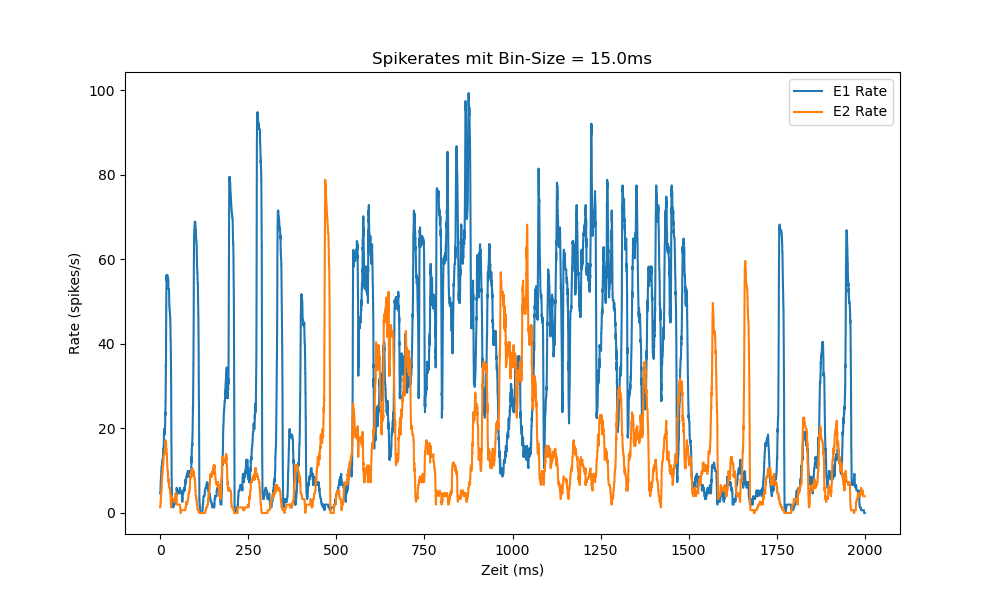 Spikerates mit Bin-Size = 15.0ms
E1 Rate
E2 Rate
100
80
60
40
20
0
Rate (spikes/s)
0 250 500 750 1000 1250 1500 1750 2000
Zeit (ms)